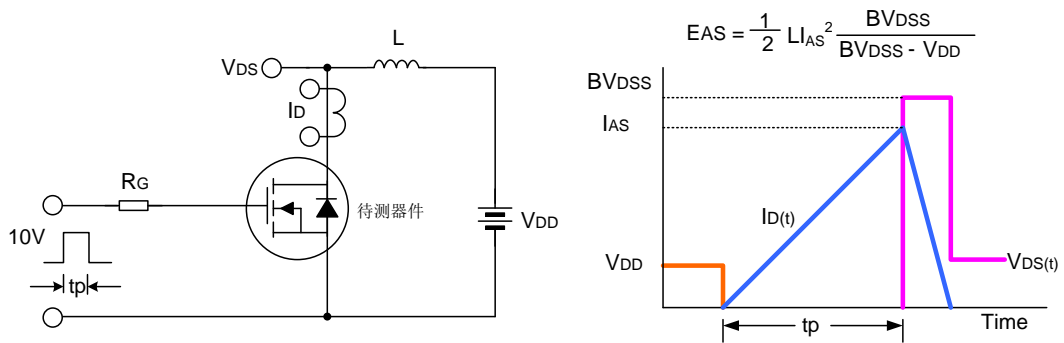 VDS
L
ID
RG
10V
tp
待测器件
VDD
EAS = 1/2 LIAS² BVDSS / BVDSS - VDD
BVDSS
IAS
ID(t)
VDD
VDS(t)
tp
Time